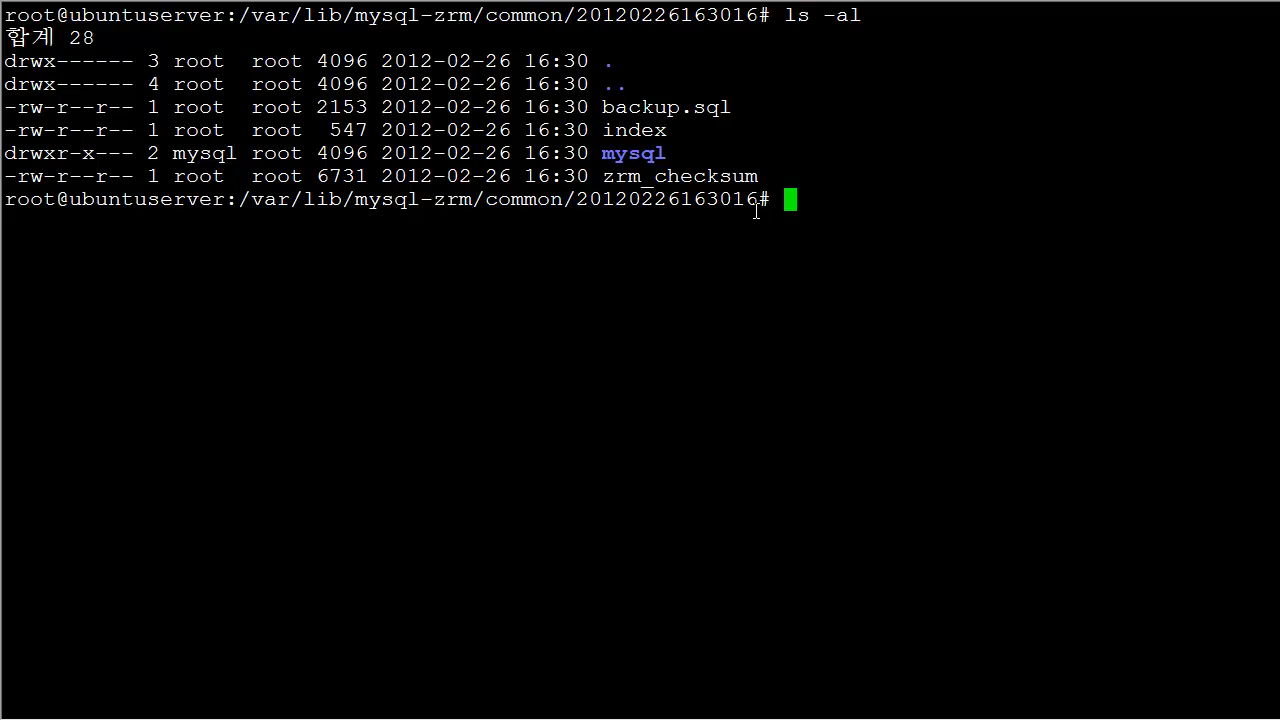 root@ubuntuserver:/var/lib/mysql-zrm/common/20120226163016# ls -al
합계 28
drwx------ 3 root  root 4096 2012-02-26 16:30 .
drwx------ 4 root  root 4096 2012-02-26 16:30 ..
-rw-r--r-- 1 root  root 2153 2012-02-26 16:30 backup.sql
-rw-r--r-- 1 root  root  547 2012-02-26 16:30 index
drwxr-x--- 2 mysql root 4096 2012-02-26 16:30 mysql
-rw-r--r-- 1 root  root 6731 2012-02-26 16:30 zrm_checksum
root@ubuntuserver:/var/lib/mysql-zrm/common/20120226163016#